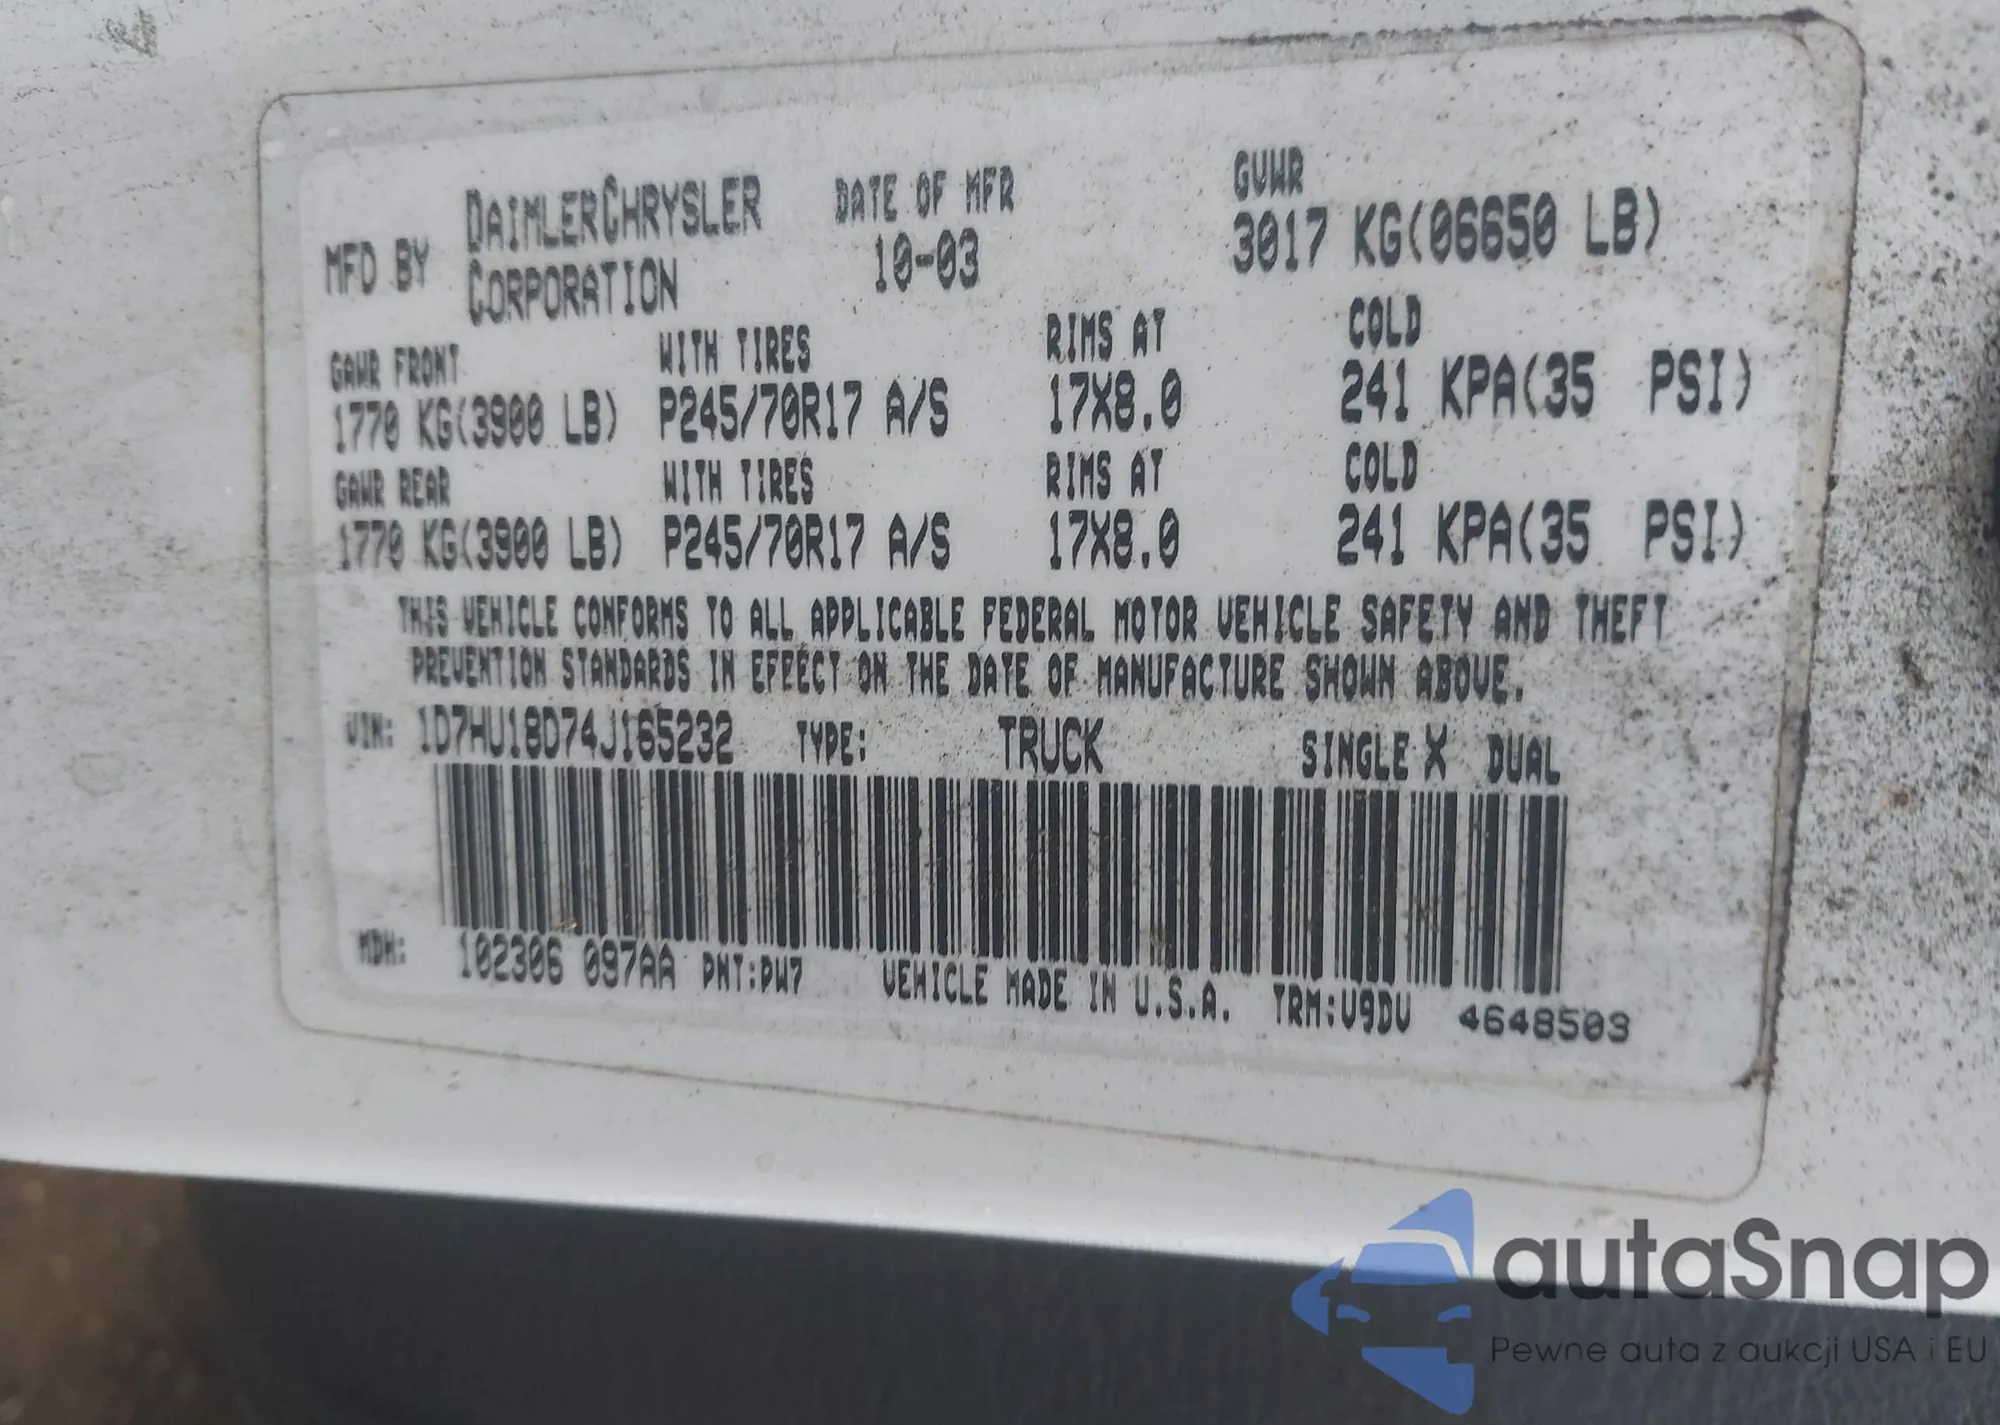 MFD BY DAIMLERCHRYSLER CORPORATION DATE OF MFR 10-03 GVWR 3017 KG(06650 LB)
GAWR FRONT WITH TIRES RIMS AT COLD
1770 KG(3900 LB) P245/70R17 A/S 17X8.0 241 KPA(35 PSI)
GAWR REAR WITH TIRES RIMS AT COLD
1770 KG(3900 LB) P245/70R17 A/S 17X8.0 241 KPA(35 PSI)
THIS VEHICLE CONFORMS TO ALL APPLICABLE FEDERAL MOTOR VEHICLE SAFETY AND THEFT
PREVENTION STANDARDS IN EFFECT ON THE DATE OF MANUFACTURE SHOWN ABOVE.
VIN: 1D7HU18D74J165232 TYPE: TRUCK SINGLE X DUAL
MDH: 102306 097AA PNT:PW7 VEHICLE MADE IN U.S.A. TRM:V9DV 4648503
autaSnap
Pewne auta z aukcji USA i EU